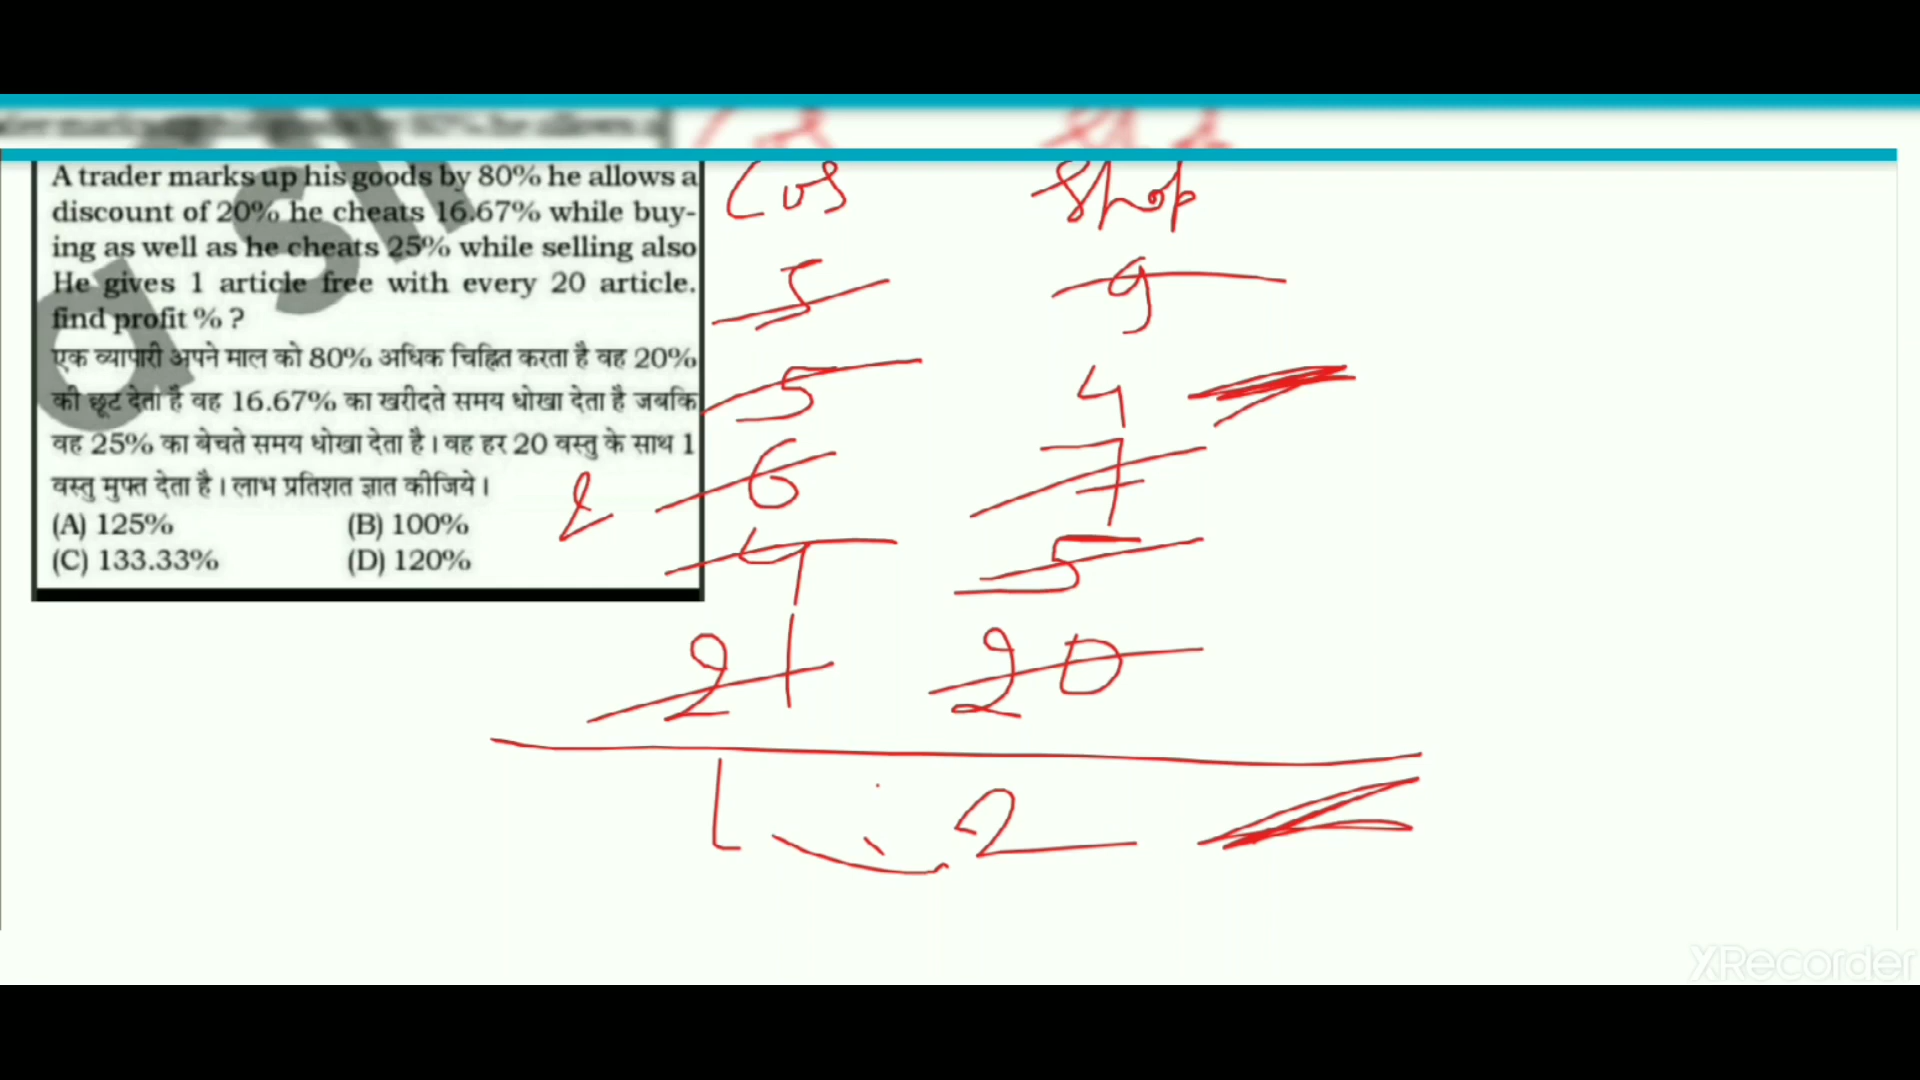 A trader marks up his goods by 80% he allows a
discount of 20% he cheats 16.67% while buy-
ing as well as he cheats 25% while selling also
He gives 1 article free with every 20 article.
find profit % ?
एक व्यापारी अपने माल को 80% अधिक चिह्नित करता है वह 20%
की छूट देता है वह 16.67% का खरीदते समय धोखा देता है जबकि
वह 25% का बेचते समय धोखा देता है। वह हर 20 वस्तु के साथ 1
वस्तु मुफ्त देता है। लाभ प्रतिशत ज्ञात कीजिये।
(A) 125% (B) 100%
(C) 133.33% (D) 120%
Cus Shop
5 9
5 4
6 7
4 5
21 20
1 : 2
XRecorder